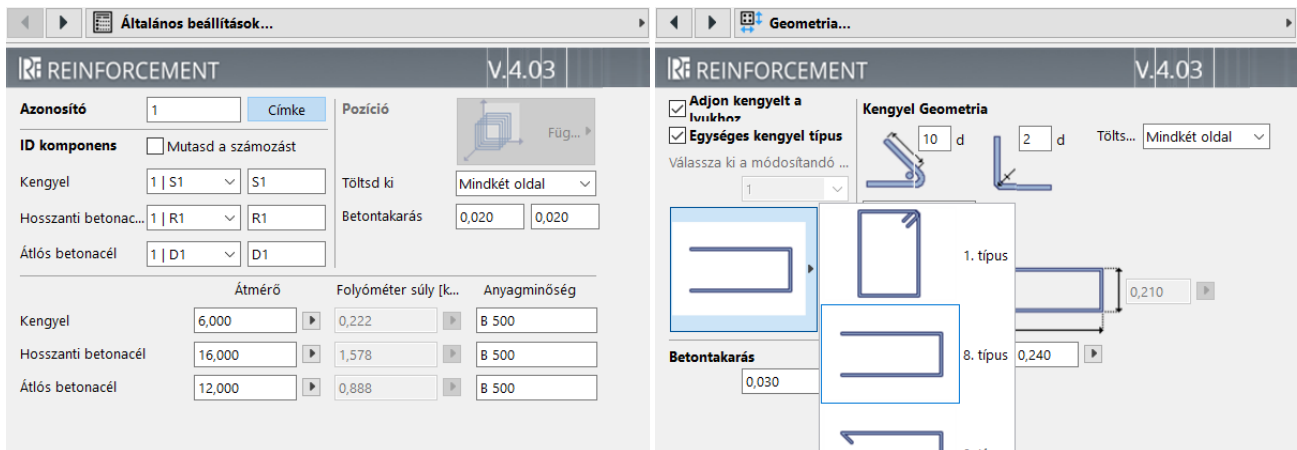 Általános beállítások...
REINFORCEMENT V.4.03
Azonosító 1 Címke Pozíció
Füg...
ID komponens Mutasd a számozást
Kengyel 1 | S1 S1 Töltsd ki Mindkét oldal
Hosszanti betonac... 1 | R1 R1 Betontakarás 0,020 0,020
Átlós betonacél 1 | D1 D1
Átmérő Folyóméter súly [k... Anyagminőség
Kengyel 6,000 0,222 B 500
Hosszanti betonacél 16,000 1,578 B 500
Átlós betonacél 12,000 0,888 B 500
Geometria...
REINFORCEMENT V.4.03
Adjon kengyelt a
lyukhoz
Kengyel Geometria
Egységes kengyel típus 10 d 2 d Tölts... Mindkét oldal
Válassza ki a módosítandó ...
1
1. típus
0,210
8. típus 0,240
Betontakarás
0,030